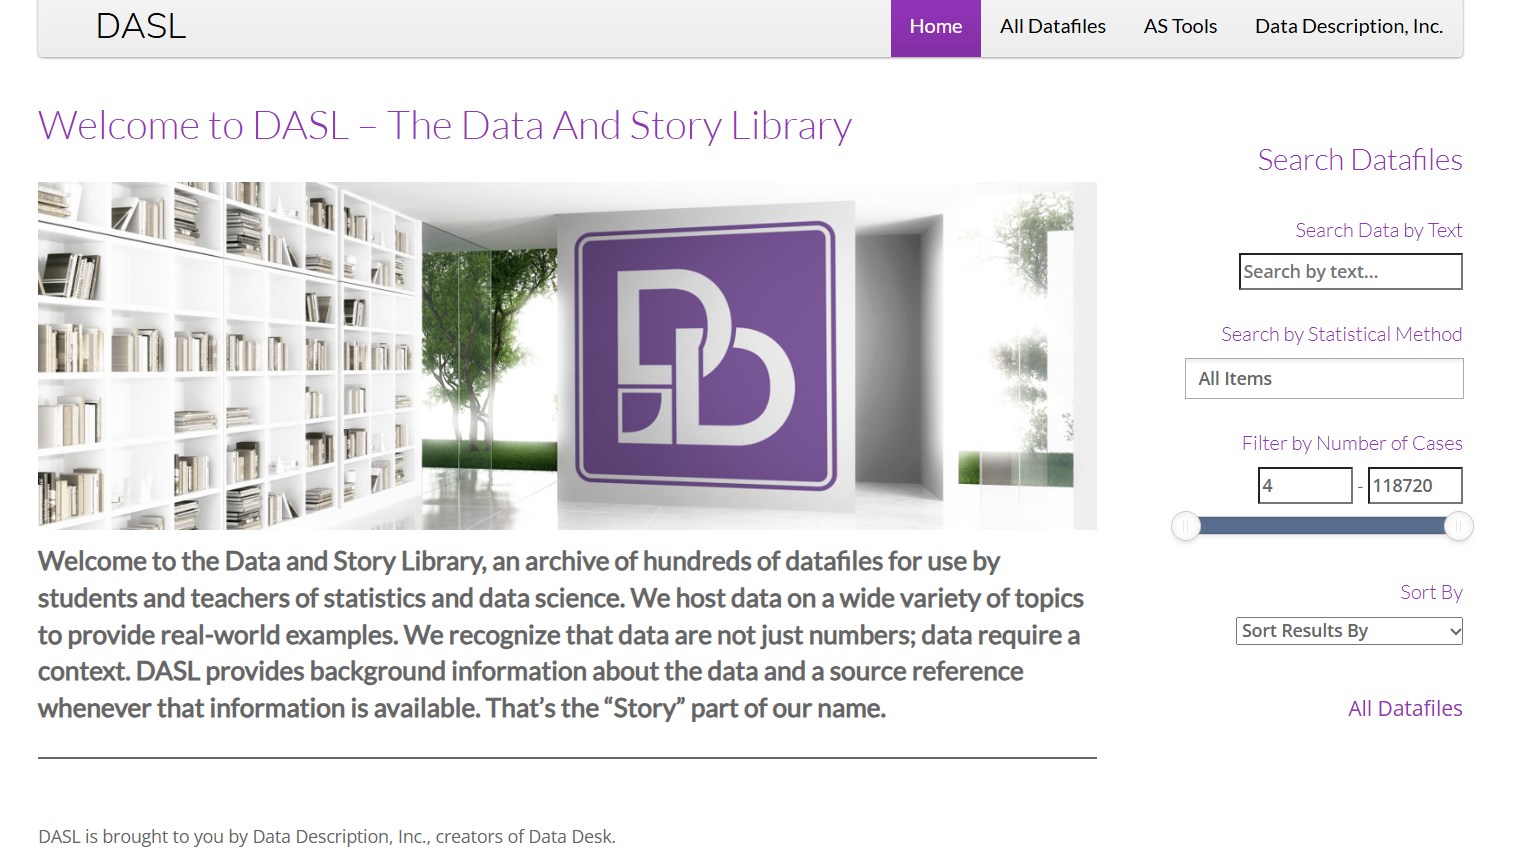 DASL
Home
All Datafiles
AS Tools
Data Description, Inc.
Welcome to DASL – The Data And Story Library
Welcome to the Data and Story Library, an archive of hundreds of datafiles for use by
students and teachers of statistics and data science. We host data on a wide variety of topics
to provide real-world examples. We recognize that data are not just numbers; data require a
context. DASL provides background information about the data and a source reference
whenever that information is available. That’s the “Story” part of our name.
DASL is brought to you by Data Description, Inc., creators of Data Desk.
Search Datafiles
Search Data by Text
Search by text...
Search by Statistical Method
All Items
Filter by Number of Cases
4 - 118720
Sort By
Sort Results By
All Datafiles